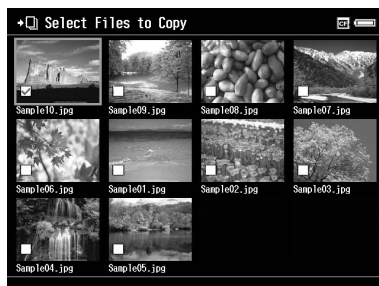 Select Files to Copy
CF
Sample10.jpg Sample09.jpg Sample08.jpg Sample07.jpg
Sample06.jpg Sample01.jpg Sample02.jpg Sample03.jpg
Sample04.jpg Sample05.jpg